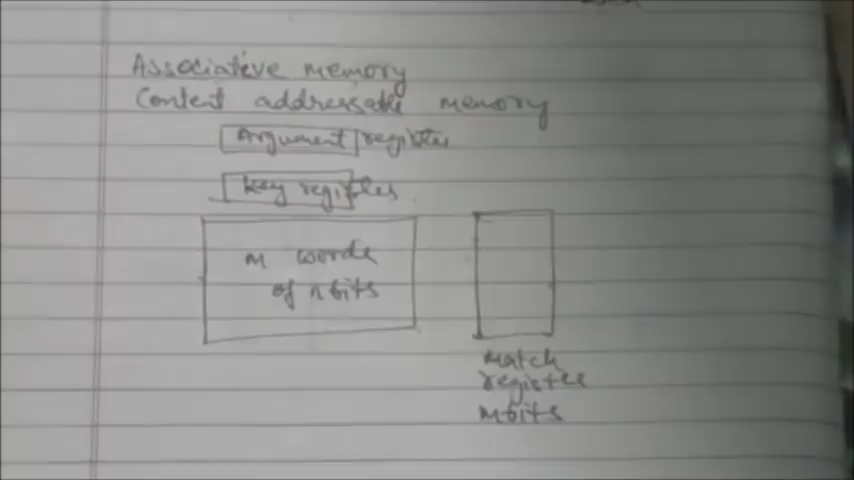 Associative memory
Content addressable memory
Argument register
Key register
m words
of n bits
match
register
m bits